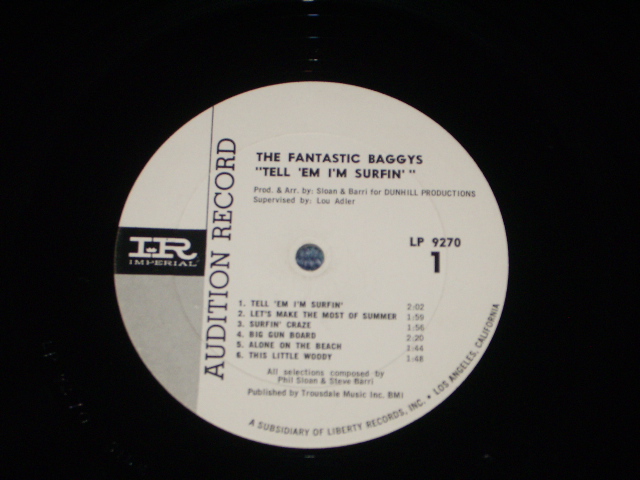 AUDITION RECORD
IR
IMPERIAL
THE FANTASTIC BAGGYS
"TELL 'EM I'M SURFIN'"
Prod. & Arr. by: Sloan & Barri for DUNHILL PRODUCTIONS
Supervised by: Lou Adler
LP 9270
1
1. TELL 'EM I'M SURFIN' 2:02
2. LET'S MAKE THE MOST OF SUMMER 1:59
3. SURFIN' CRAZE 1:56
4. BIG GUN BOARD 2:20
5. ALONE ON THE BEACH 2:44
6. THIS LITTLE WOODY 1:48
All selections composed by
Phil Sloan & Steve Barri
Published by Trousdale Music Inc. BMI
A SUBSIDIARY OF LIBERTY RECORDS, INC. • LOS ANGELES, CALIFORNIA